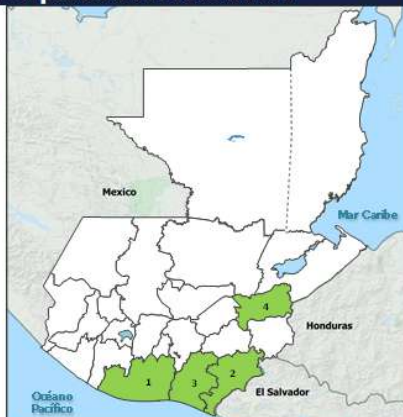 Mexico
Mar Caribe
4
Honduras
1
3
2
El Salvador
Océano
Pacífico